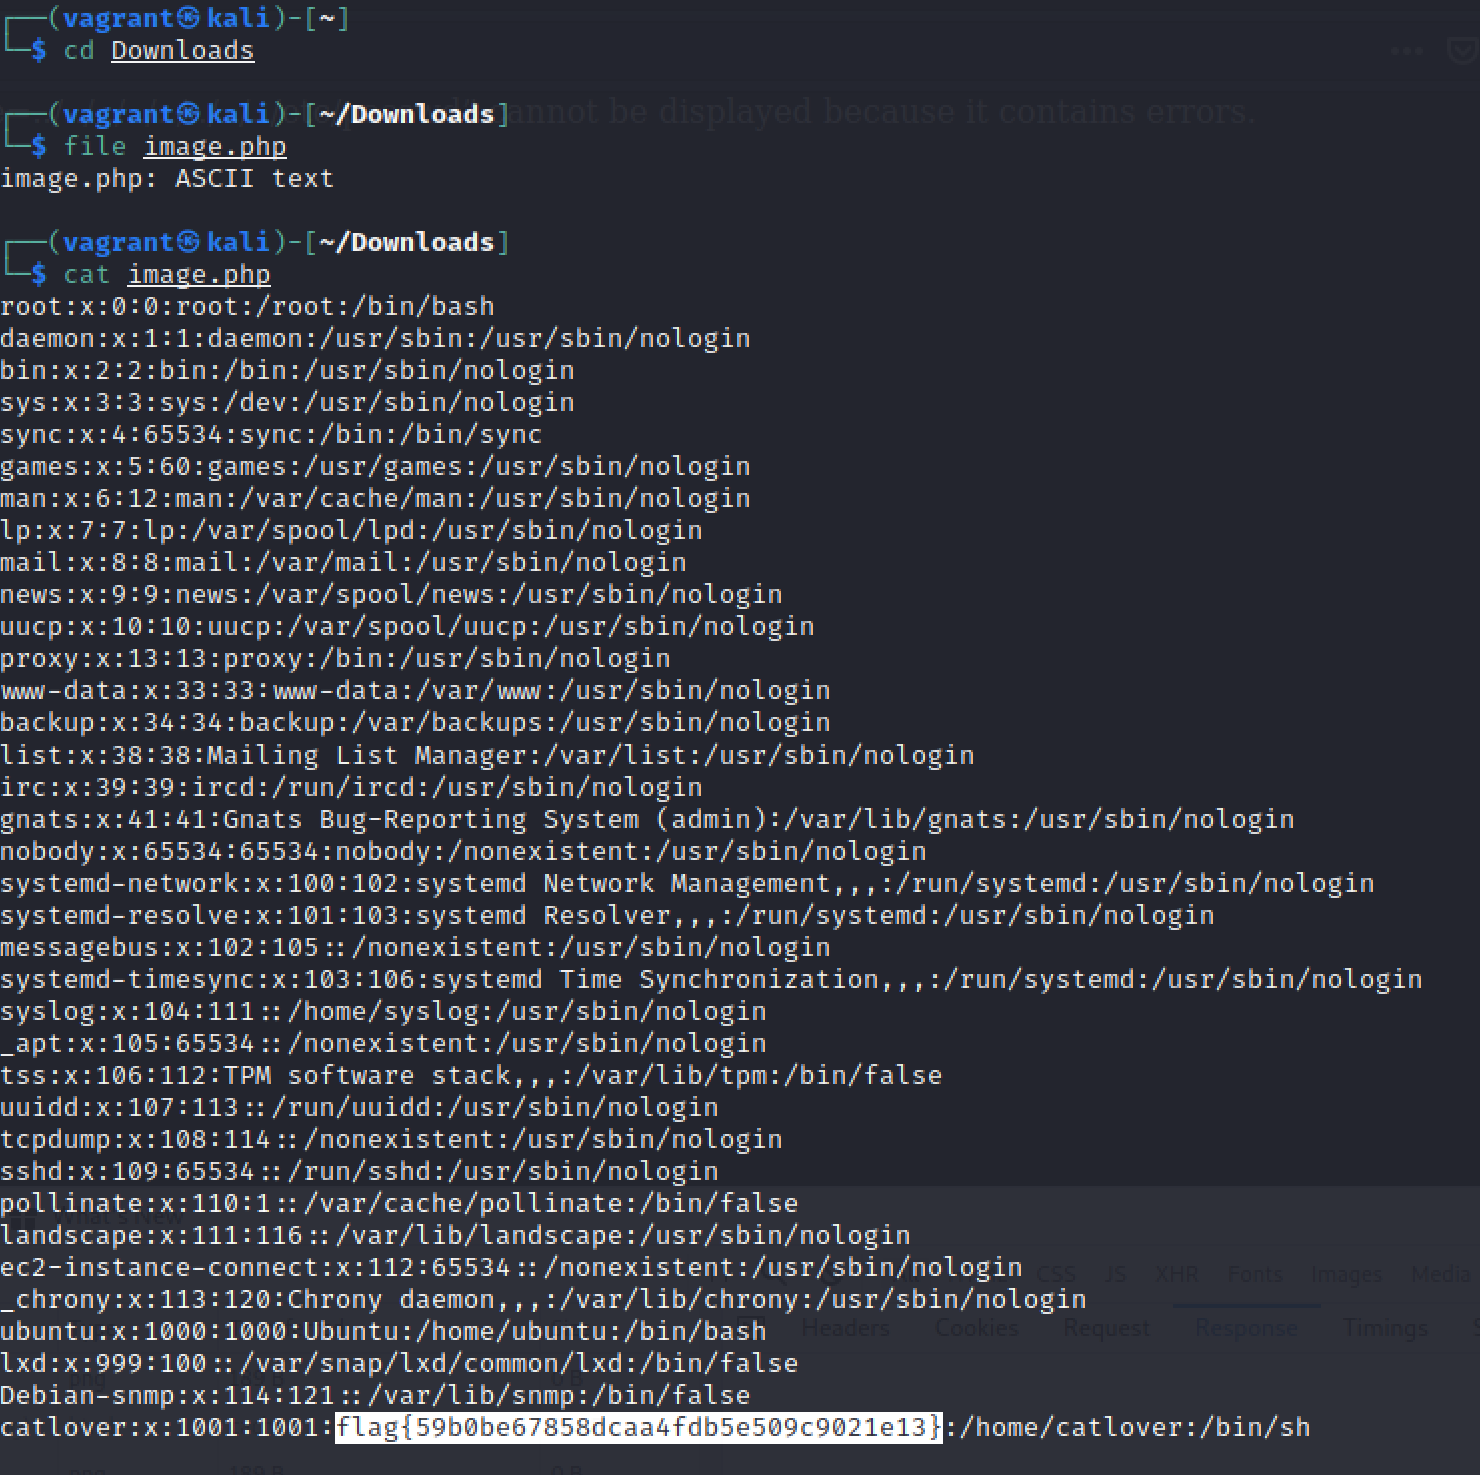 (vagrant㉿kali)-[~]
$ cd Downloads
annot be displayed because it contains errors.
(vagrant㉿kali)-[~/Downloads]
$ file image.php
image.php: ASCII text
(vagrant㉿kali)-[~/Downloads]
$ cat image.php
root:x:0:0:root:/root:/bin/bash
daemon:x:1:1:daemon:/usr/sbin:/usr/sbin/nologin
bin:x:2:2:bin:/bin:/usr/sbin/nologin
sys:x:3:3:sys:/dev:/usr/sbin/nologin
sync:x:4:65534:sync:/bin:/bin/sync
games:x:5:60:games:/usr/games:/usr/sbin/nologin
man:x:6:12:man:/var/cache/man:/usr/sbin/nologin
lp:x:7:7:lp:/var/spool/lpd:/usr/sbin/nologin
mail:x:8:8:mail:/var/mail:/usr/sbin/nologin
news:x:9:9:news:/var/spool/news:/usr/sbin/nologin
uucp:x:10:10:uucp:/var/spool/uucp:/usr/sbin/nologin
proxy:x:13:13:proxy:/bin:/usr/sbin/nologin
www-data:x:33:33:www-data:/var/www:/usr/sbin/nologin
backup:x:34:34:backup:/var/backups:/usr/sbin/nologin
list:x:38:38:Mailing List Manager:/var/list:/usr/sbin/nologin
irc:x:39:39:ircd:/run/ircd:/usr/sbin/nologin
gnats:x:41:41:Gnats Bug-Reporting System (admin):/var/lib/gnats:/usr/sbin/nologin
nobody:x:65534:65534:nobody:/nonexistent:/usr/sbin/nologin
systemd-network:x:100:102:systemd Network Management,,,:/run/systemd:/usr/sbin/nologin
systemd-resolve:x:101:103:systemd Resolver,,,:/run/systemd:/usr/sbin/nologin
messagebus:x:102:105::/nonexistent:/usr/sbin/nologin
systemd-timesync:x:103:106:systemd Time Synchronization,,,:/run/systemd:/usr/sbin/nologin
syslog:x:104:111::/home/syslog:/usr/sbin/nologin
_apt:x:105:65534::/nonexistent:/usr/sbin/nologin
tss:x:106:112:TPM software stack,,,:/var/lib/tpm:/bin/false
uuidd:x:107:113::/run/uuidd:/usr/sbin/nologin
tcpdump:x:108:114::/nonexistent:/usr/sbin/nologin
sshd:x:109:65534::/run/sshd:/usr/sbin/nologin
pollinate:x:110:1::/var/cache/pollinate:/bin/false
landscape:x:111:116::/var/lib/landscape:/usr/sbin/nologin
ec2-instance-connect:x:112:65534::/nonexistent:/usr/sbin/nologin
CSS JS XHR Fonts Images Media
_chrony:x:113:120:Chrony daemon,,,:/var/lib/chrony:/usr/sbin/nologin
ubuntu:x:1000:1000:Ubuntu:/home/ubuntu:/bin/bash
Headers Cookies Request Response Timings
lxd:x:999:100::/var/snap/lxd/common/lxd:/bin/false
Debian-snmp:x:114:121::/var/lib/snmp:/bin/false
catlover:x:1001:1001:flag{59b0be67858dcaa4fdb5e509c9021e13}:/home/catlover:/bin/sh